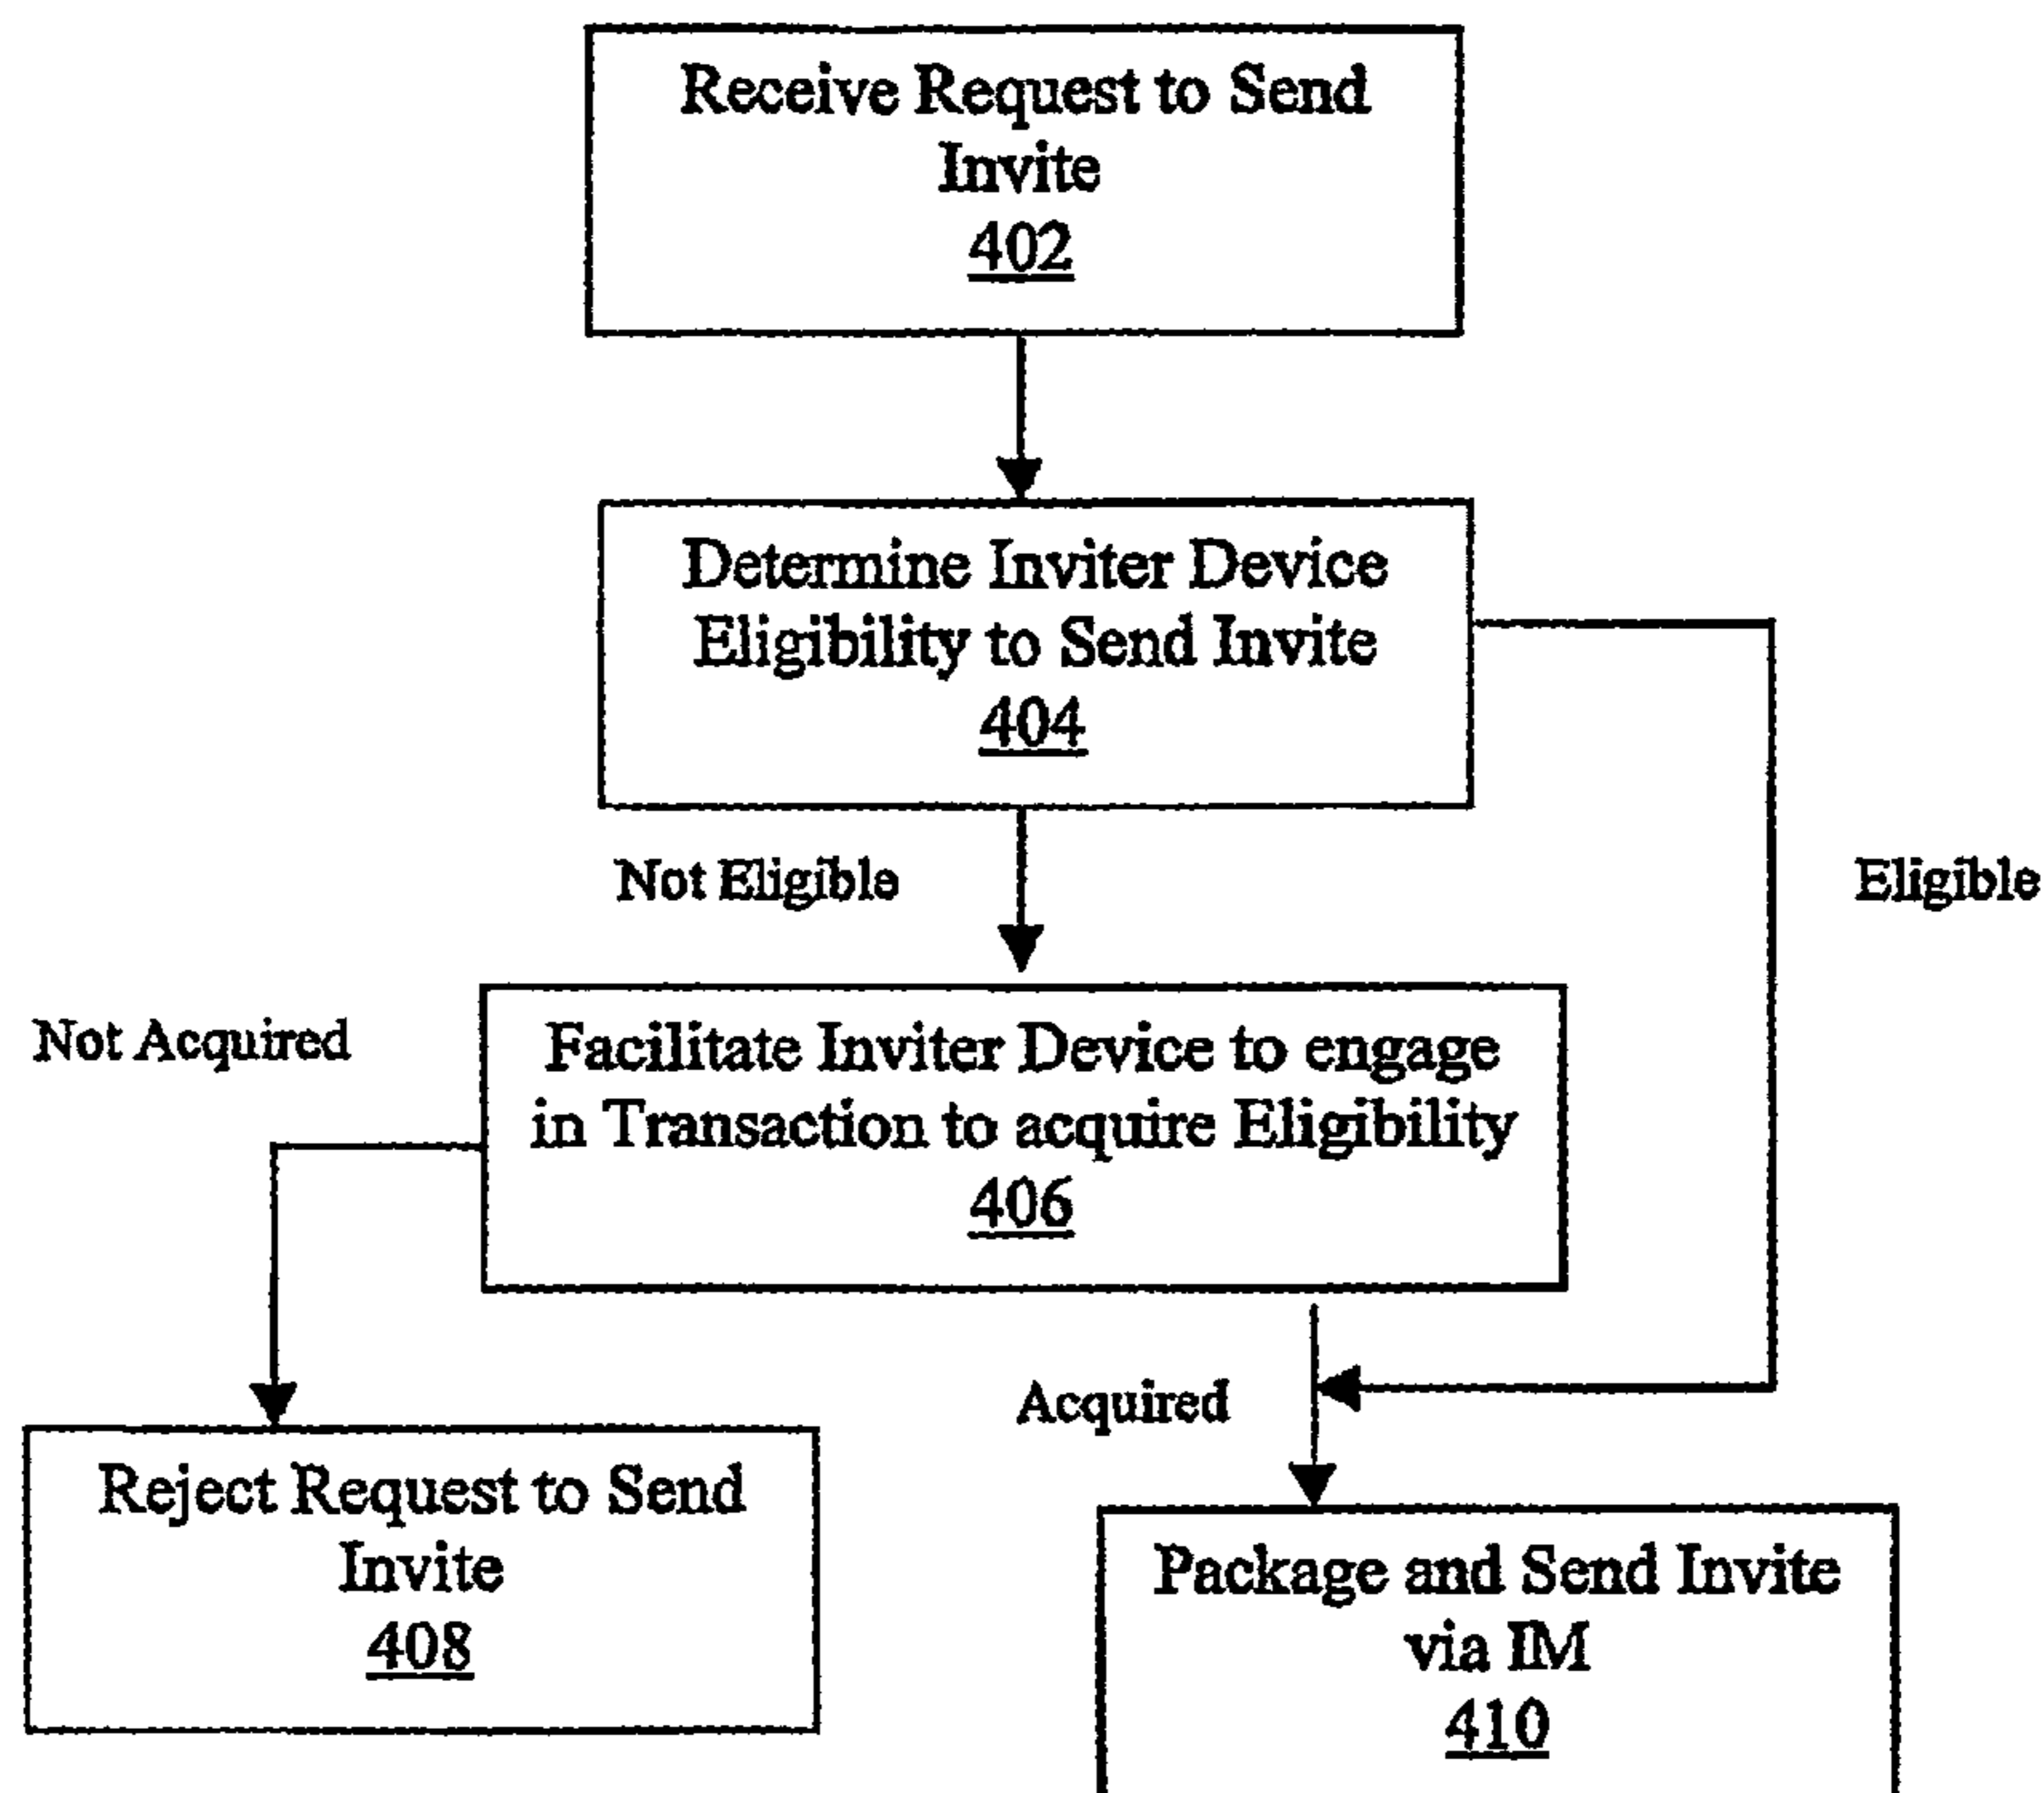 Receive Request to Send
Invite
402
Determine Inviter Device
Eligibility to Send Invite
404
Not Eligible
Eligible
Facilitate Inviter Device to engage
in Transaction to acquire Eligibility
406
Not Acquired
Acquired
Reject Request to Send
Invite
408
Package and Send Invite
via IM
410